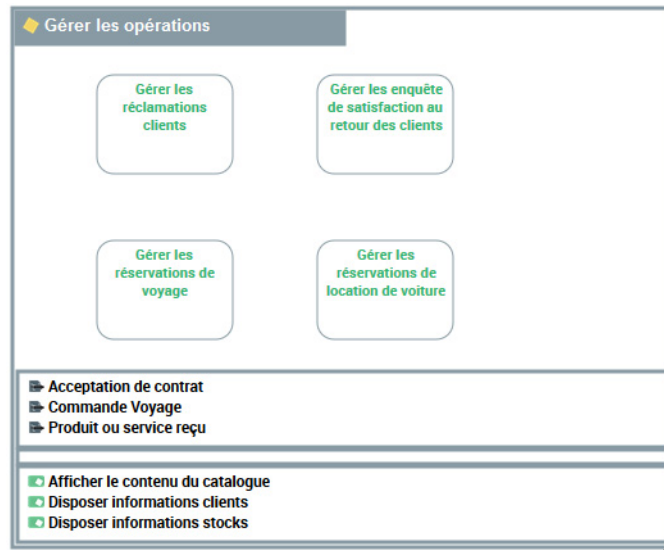 Gérer les opérations
Gérer les
réclamations
clients
Gérer les enquête
de satisfaction au
retour des clients
Gérer les
réservations de
voyage
Gérer les
réservations de
location de voiture
Acceptation de contrat
Commande Voyage
Produit ou service reçu
Afficher le contenu du catalogue
Disposer informations clients
Disposer informations stocks